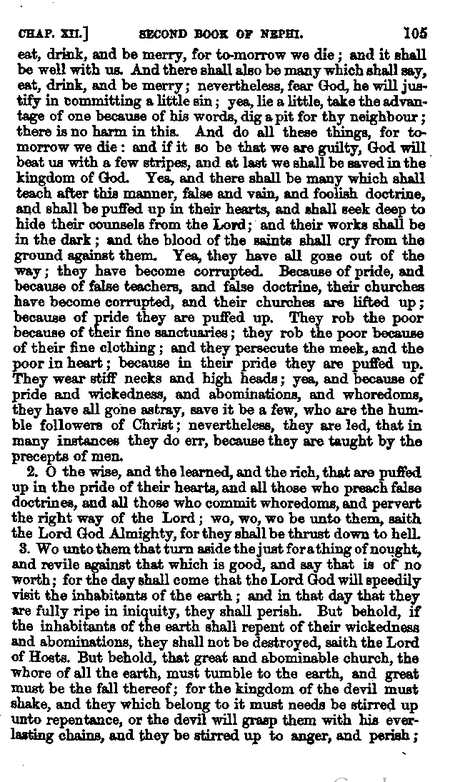 CHAP. XII.] SECOND BOOK OF NEPHI. 105
eat, drink, and be merry, for to-morrow we die; and it shall
be well with us. And there shall also be many which shall say,
eat, drink, and be merry; nevertheless, fear God, he will jus-
tify in committing a little sin; yea, lie a little, take the advan-
tage of one because of his words, dig a pit for thy neighbour;
there is no harm in this. And do all these things, for to-
morrow we die: and if it so be that we are guilty, God will
beat us with a few stripes, and at last we shall be saved in the
kingdom of God. Yea, and there shall be many which shall
teach after this manner, false and vain, and foolish doctrine,
and shall be puffed up in their hearts, and shall seek deep to
hide their counsels from the Lord; and their works shall be
in the dark; and the blood of the saints shall cry from the
ground against them. Yea, they have all gone out of the
way; they have become corrupted. Because of pride, and
because of false teachers, and false doctrine, their churches
have become corrupted, and their churches are lifted up;
because of pride they are puffed up. They rob the poor
because of their fine sanctuaries; they rob the poor because
of their fine clothing; and they persecute the meek, and the
poor in heart; because in their pride they are puffed up.
They wear stiff necks and high heads; yea, and because of
pride and wickedness, and abominations, and whoredoms,
they have all gone astray, save it be a few, who are the hum-
ble followers of Christ; nevertheless, they are led, that in
many instances they do err, because they are taught by the
precepts of men.
2. O the wise, and the learned, and the rich, that are puffed
up in the pride of their hearts, and all those who preach false
doctrines, and all those who commit whoredoms, and pervert
the right way of the Lord; wo, wo, wo be unto them, saith
the Lord God Almighty, for they shall be thrust down to hell.
3. Wo unto them that turn aside the just for a thing of nought,
and revile against that which is good, and say that is of no
worth; for the day shall come that the Lord God will speedily
visit the inhabitants of the earth; and in that day that they
are fully ripe in iniquity, they shall perish. But behold, if
the inhabitants of the earth shall repent of their wickedness
and abominations, they shall not be destroyed, saith the Lord
of Hosts. But behold, that great and abominable church, the
whore of all the earth, must tumble to the earth, and great
must be the fall thereof; for the kingdom of the devil must
shake, and they which belong to it must needs be stirred up
unto repentance, or the devil will grasp them with his ever-
lasting chains, and they be stirred up to anger, and perish;